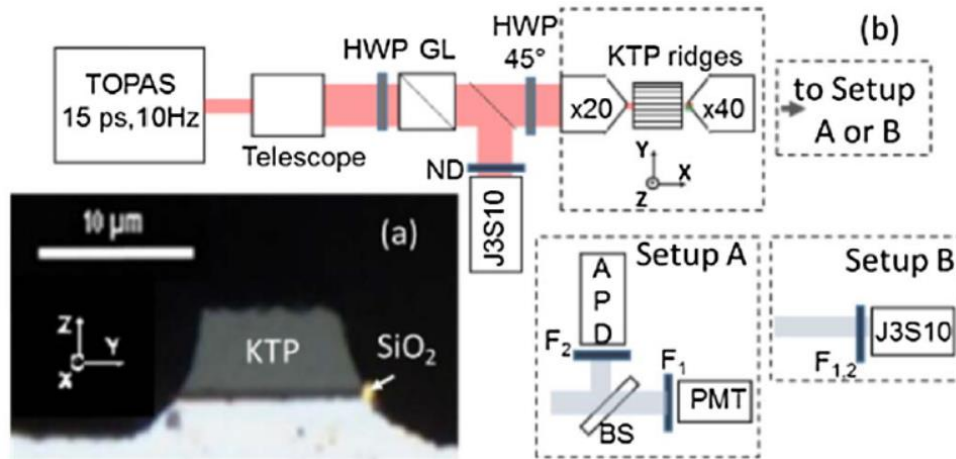 HWP GL HWP 45°
KTP ridges
(b)
TOPAS
15 ps,10Hz
Telescope
x20
x40
to Setup
A or B
ND
J3S10
Y
X
Z
10 µm
(a)
Z
Y
X
KTP
SiO₂
Setup A
A
P
D
F₂
F₁
PMT
BS
Setup B
J3S10
F₁,₂